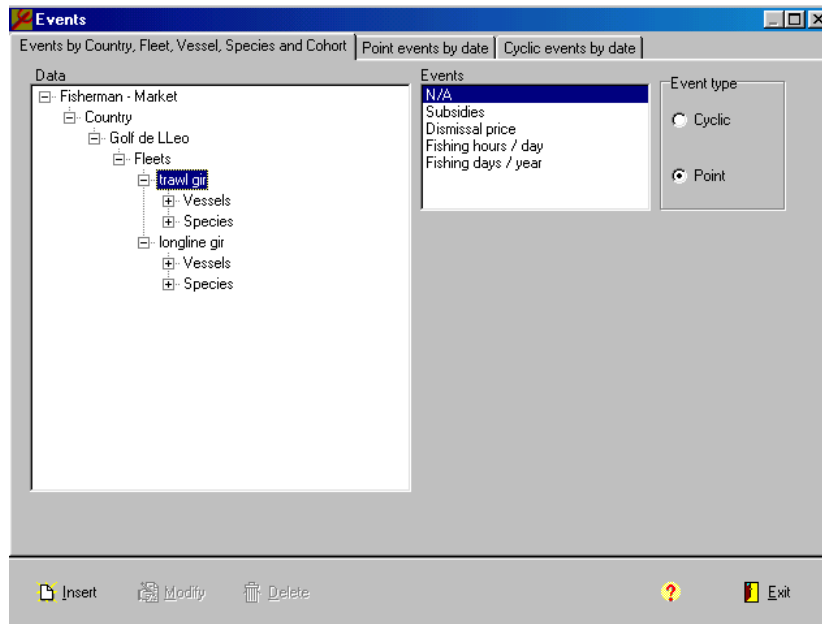 Events
Events by Country, Fleet, Vessel, Species and Cohort Point events by date Cyclic events by date
Data
Fisherman - Market
Country
Golf de LLeo
Fleets
trawl gir
Vessels
Species
longline gir
Vessels
Species
Events
N/A
Subsidies
Dismissal price
Fishing hours / day
Fishing days / year
Event type
Cyclic
Point
Insert Modify Delete ? Exit